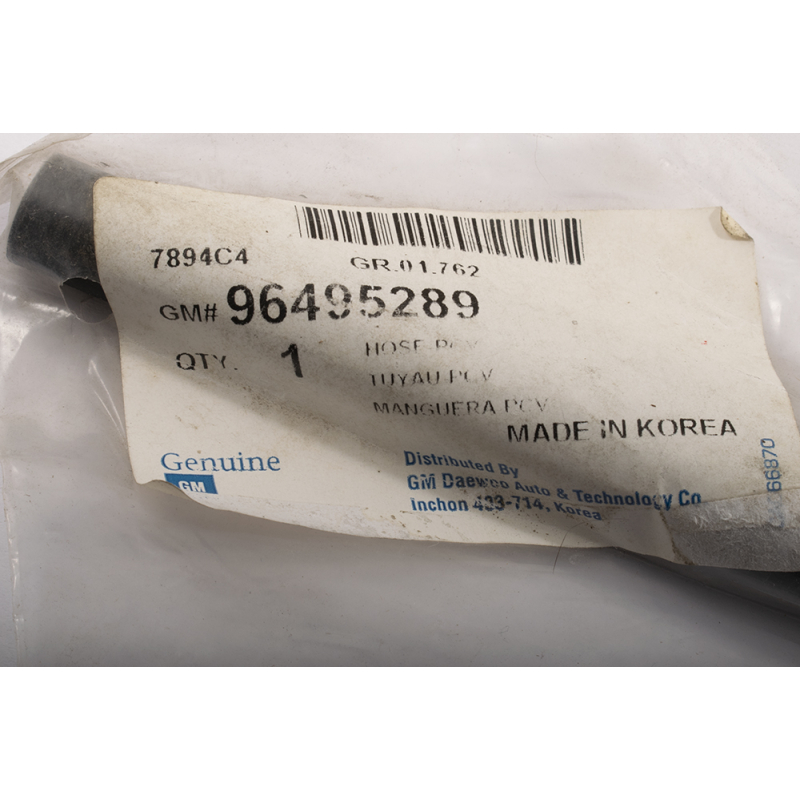 7894C4
GR.01.762
GM# 96495289
QTY. 1
HOSE-PCV
TUYAU PCV
MANGUERA PCV
MADE IN KOREA
Genuine
GM
Distributed By
GM Daewoo Auto & Technology Co
Inchon 403-714, Korea
66870